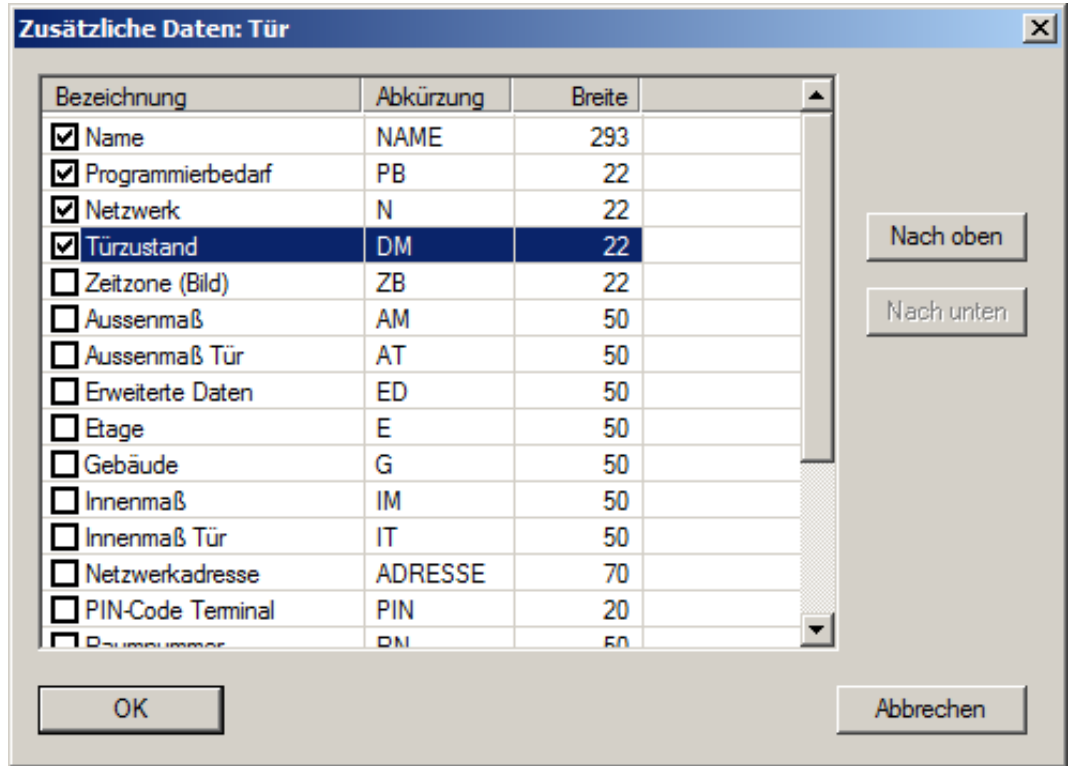 Zusätzliche Daten: Tür
Bezeichnung Abkürzung Breite
Name NAME 293
Programmierbedarf PB 22
Netzwerk N 22
Türzustand DM 22
Zeitzone (Bild) ZB 22
Aussenmaß AM 50
Aussenmaß Tür AT 50
Erweiterte Daten ED 50
Etage E 50
Gebäude G 50
Innenmaß IM 50
Innenmaß Tür IT 50
Netzwerkadresse ADRESSE 70
PIN-Code Terminal PIN 20
Raumnummer RN 50
Nach oben
Nach unten
OK
Abbrechen